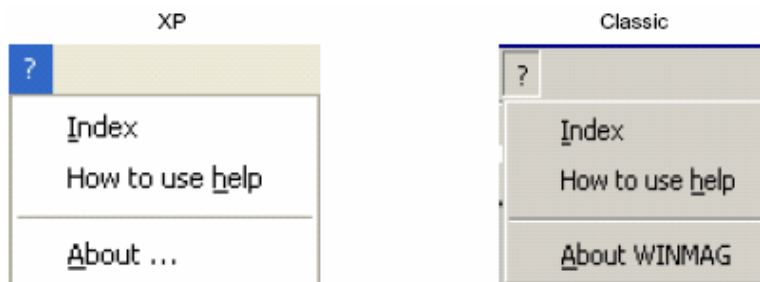 XP
?
Index
How to use help
About ...
Classic
?
Index
How to use help
About WINMAG